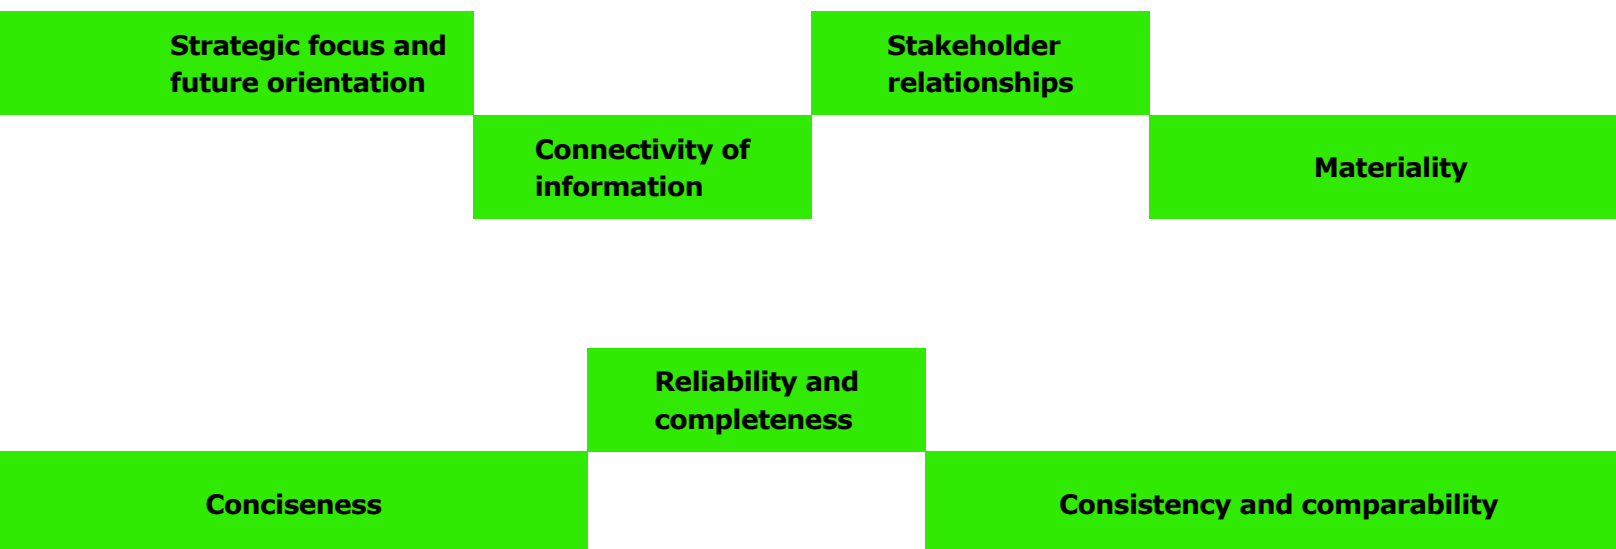 Strategic focus and
future orientation
Connectivity of
information
Stakeholder
relationships
Materiality
Conciseness
Reliability and
completeness
Consistency and comparability